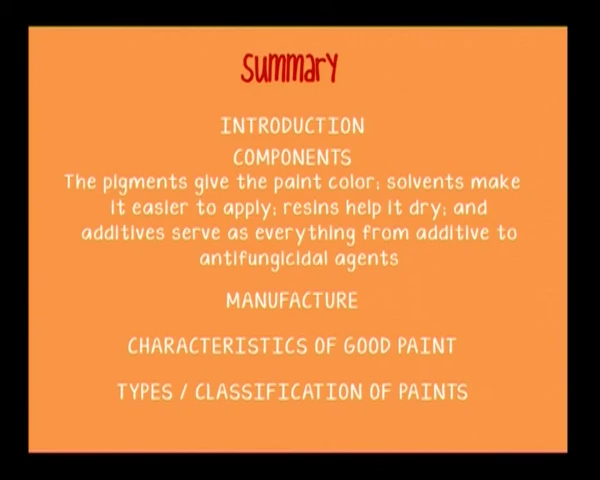 Summary
INTRODUCTION
COMPONENTS
The pigments give the paint color; solvents make
it easier to apply; resins help it dry; and
additives serve as everything from additive to
antifungicidal agents
MANUFACTURE
CHARACTERISTICS OF GOOD PAINT
TYPES / CLASSIFICATION OF PAINTS